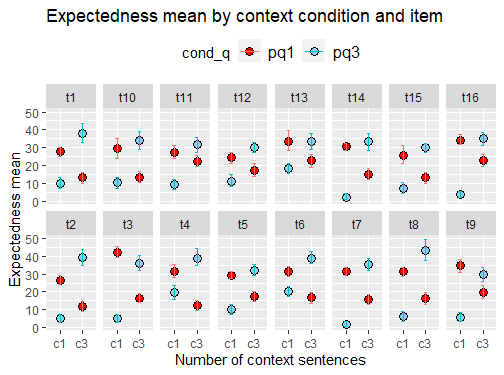 Expectedness mean by context condition and item
cond_q pq1 pq3
t1 t10 t11 t12 t13 t14 t15 t16
50
40
30
20
10
0
t2 t3 t4 t5 t6 t7 t8 t9
50
40
30
20
10
0
Expectedness mean
c1 c3 c1 c3 c1 c3 c1 c3 c1 c3 c1 c3 c1 c3 c1 c3
Number of context sentences